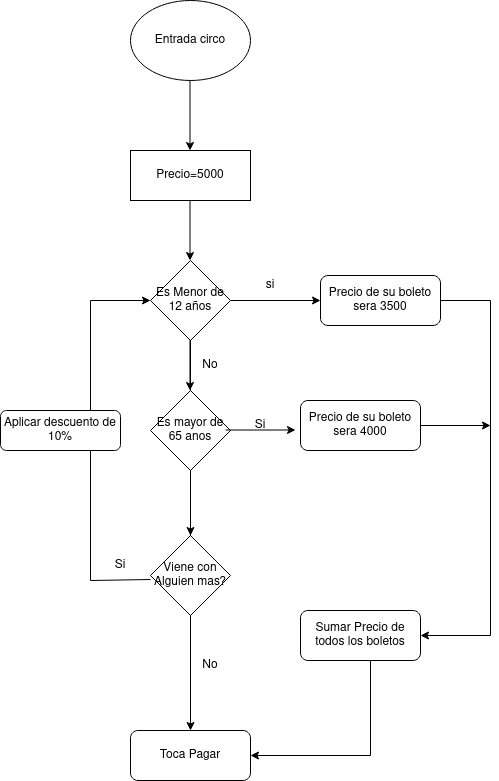 Entrada circo
Precio=5000
Es Menor de
12 años
si
Precio de su boleto
sera 3500
No
Aplicar descuento de
10%
Es mayor de
65 anos
Si
Precio de su boleto
sera 4000
Si
Viene con
Alguien mas?
Sumar Precio de
todos los boletos
No
Toca Pagar